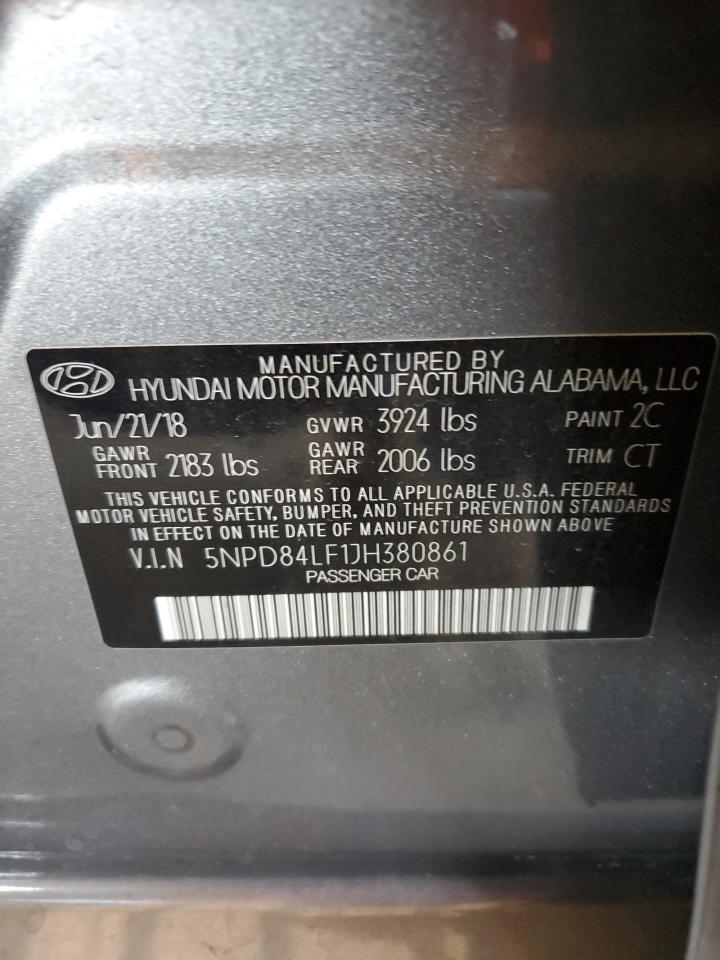 MANUFACTURED BY
HYUNDAI MOTOR MANUFACTURING ALABAMA, LLC
Jun/21/18 GVWR 3924 lbs PAINT 2C
GAWR FRONT 2183 lbs GAWR REAR 2006 lbs TRIM CT
THIS VEHICLE CONFORMS TO ALL APPLICABLE U.S.A. FEDERAL
MOTOR VEHICLE SAFETY, BUMPER, AND THEFT PREVENTION STANDARDS
IN EFFECT ON THE DATE OF MANUFACTURE SHOWN ABOVE
V.I.N 5NPD84LF1JH380861
PASSENGER CAR